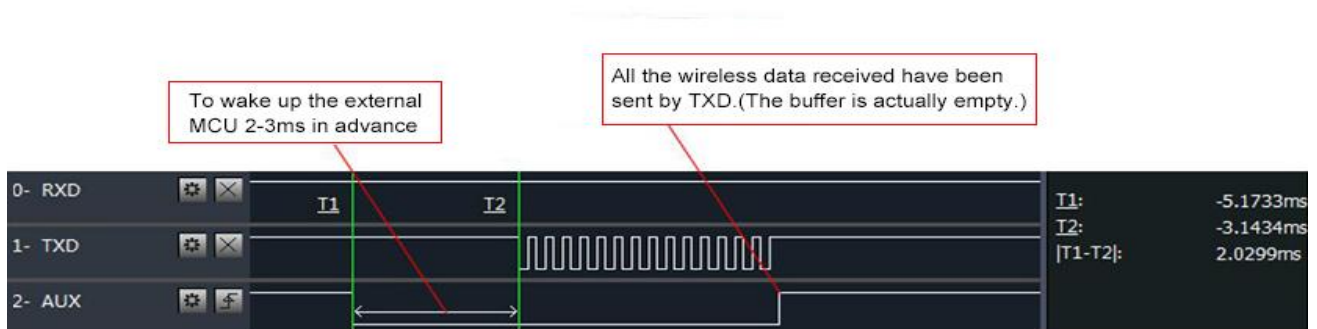 To wake up the external
MCU 2-3ms in advance
All the wireless data received have been
sent by TXD.(The buffer is actually empty.)
0- RXD
T1
T2
T1: -5.1733ms
T2: -3.1434ms
1- TXD
|T1-T2|: 2.0299ms
2- AUX